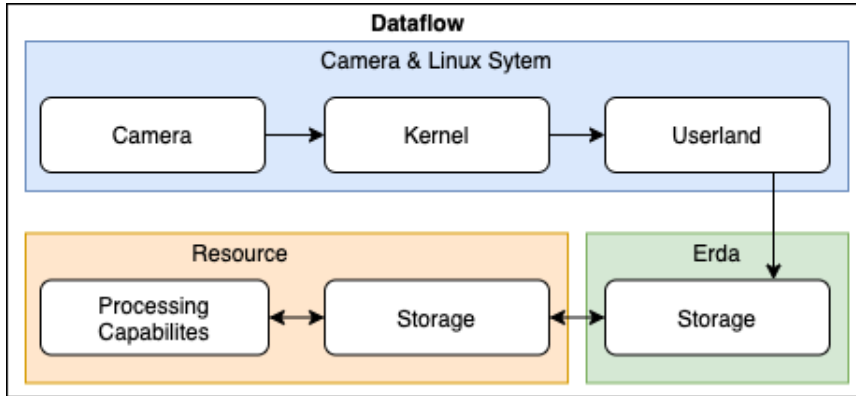 Dataflow
Camera & Linux Sytem
Camera
Kernel
Userland
Resource
Erda
Processing
Capabilites
Storage
Storage